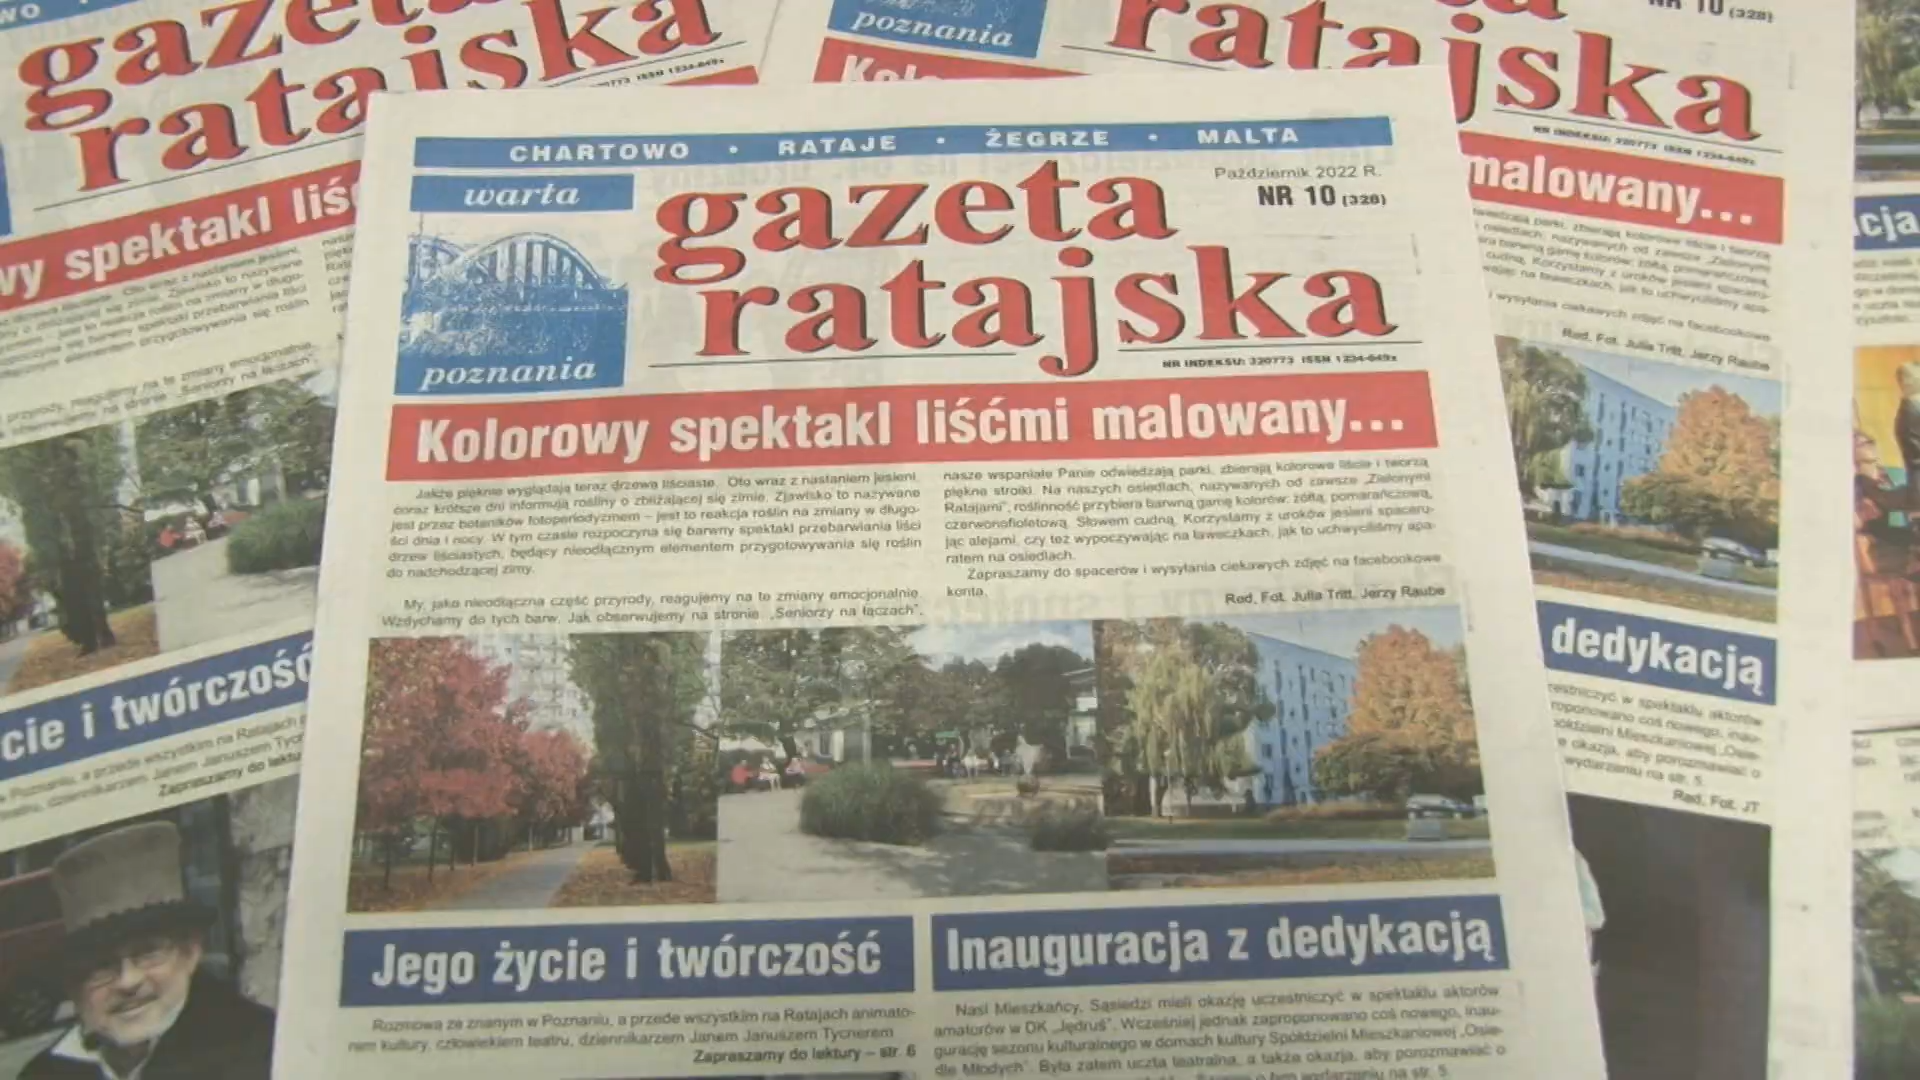 CHARTOWO • RATAJE • ŻEGRZE • MALTA
warta
poznania
gazeta
ratajska
Październik 2022 R.
NR 10 (328)
NR INDEKSU: 320773 ISSN 1234-649x
Kolorowy spektakl liśćmi malowany...
Jakże pięknie wyglądają teraz drzewa liściaste. Oto wraz z nastaniem jesieni,
coraz krótsze dni informują rośliny o zbliżającej się zimie. Zjawisko to nazywane
jest przez botaników fotoperiodyzmem – jest to reakcja roślin na zmiany w długo-
ści dnia i nocy. W tym czasie rozpoczyna się barwny spektakl przebarwiania liści
drzew liściastych, będący nieodłącznym elementem przygotowywania się roślin
do nadchodzącej zimy.
My, jako nieodłączna część przyrody, reagujemy na te zmiany emocjonalnie.
Wzdychamy do tych barw. Jak obserwujemy na stronie „Seniorzy na łączach”,
nasze wspaniałe Panie odwiedzają parki, zbierają kolorowe liście i tworzą
piękne stroiki. Na naszych osiedlach, nazywanych od zawsze „Zielonymi
Ratajami”, roślinność przybiera barwną gamę kolorów: żółtą, pomarańczową,
czerwonofioletową. Słowem cudną. Korzystamy z uroków jesieni spaceru-
jąc alejami, czy też wypoczywając na ławeczkach, jak to uchwyciliśmy apa-
ratem na osiedlach.
Zapraszamy do spacerów i wysyłania ciekawych zdjęć na facebookowe
konta.
Red. Fot. Julia Tritt, Jerzy Raube
Jego życie i twórczość
Rozmowa ze znanym w Poznaniu, a przede wszystkim na Ratajach animato-
rem kultury, człowiekiem teatru, dziennikarzem Janem Januszem Tycnerem
Zapraszamy do lektury – str. 6
Inauguracja z dedykacją
Nasi Mieszkańcy, Sąsiedzi mieli okazję uczestniczyć w spektaklu aktorów
amatorów w DK „Jędruś”. Wcześniej jednak zaproponowano coś nowego, inau-
gurację sezonu kulturalnego w domach kultury Spółdzielni Mieszkaniowej „Osie-
dle Młodych”. Była zatem uczta teatralna, a także okazja, aby porozmawiać o